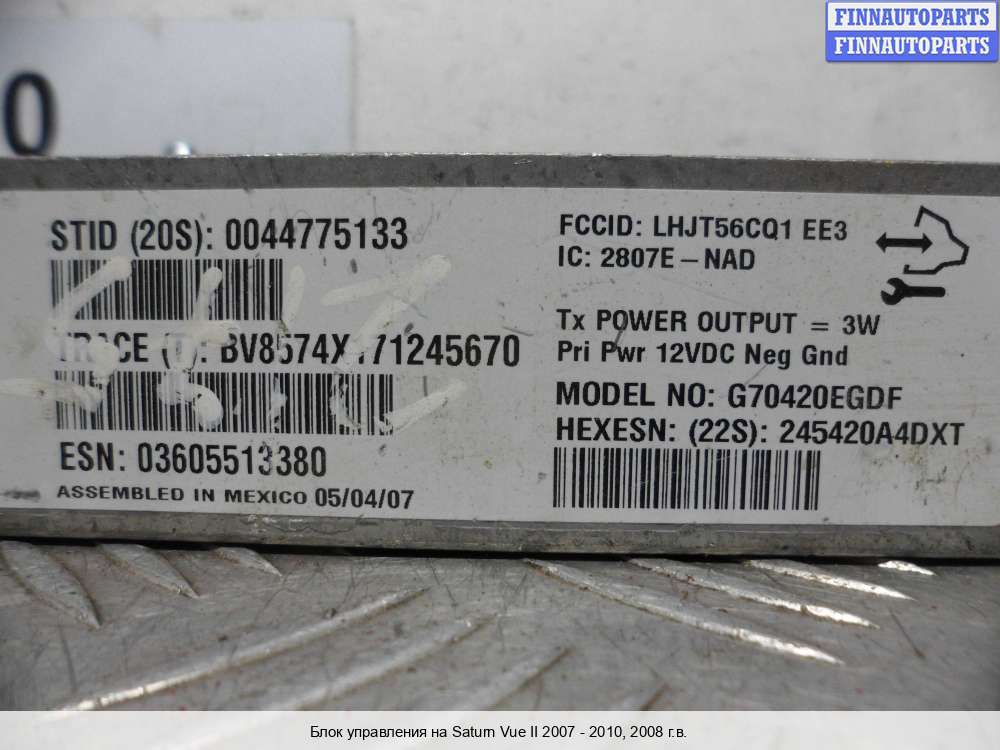 FINNAUTOPARTS
FINNAUTOPARTS
0
STID (20S): 0044775133
TRACE (T): BV8574X
71245670
ESN: 03605513380
ASSEMBLED IN MEXICO 05/04/07
FCCID: LHJT56CQ1 EE3
IC: 2807E-NAD
Tx POWER OUTPUT = 3W
Pri Pwr 12VDC Neg Gnd
MODEL NO: G70420EGDF
HEXESN: (22S): 245420A4DXT
Блок управления на Saturn Vue II 2007 - 2010, 2008 г.в.